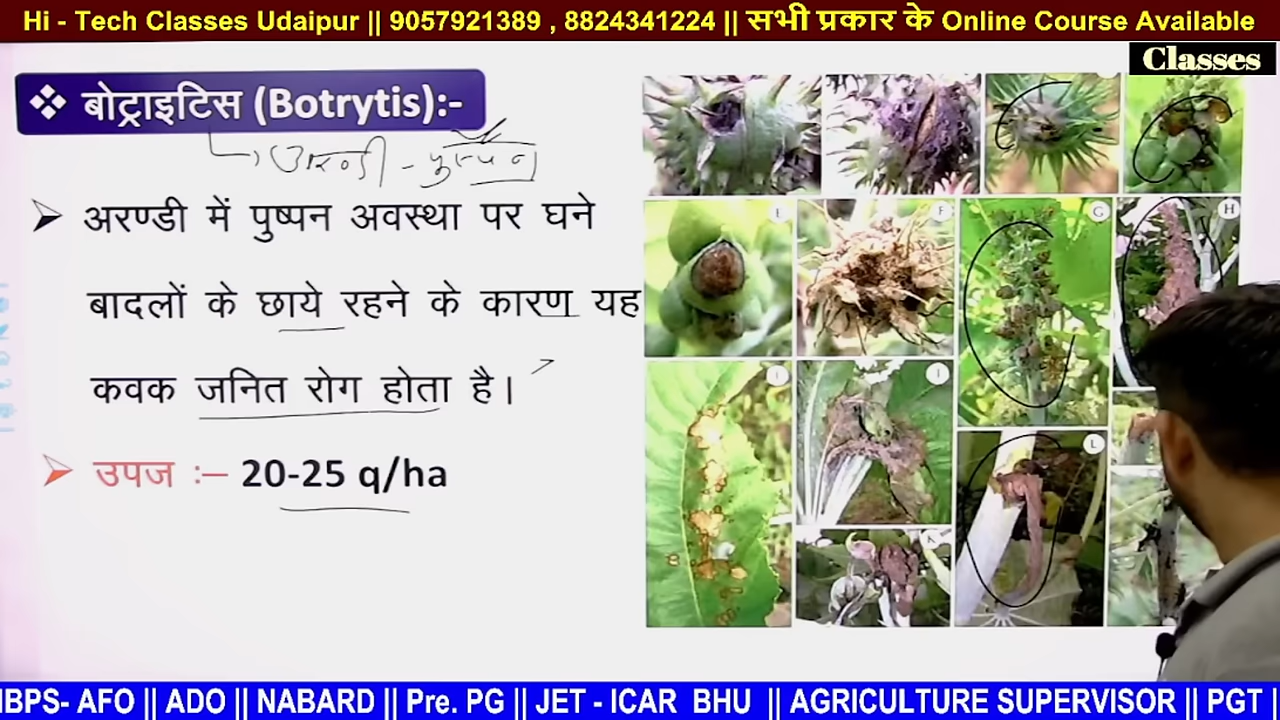 Hi - Tech Classes Udaipur || 9057921389 , 8824341224 || सभी प्रकार के Online Course Available
Classes
❖ बोट्राइटिस (Botrytis):-
अरण्डी - पुष्पन
➤ अरण्डी में पुष्पन अवस्था पर घने
बादलों के छाये रहने के कारण यह
कवक जनित रोग होता है।
➤ उपज :– 20-25 q/ha
E
F
G
H
I
J
L
IBPS- AFO || ADO || NABARD || Pre. PG || JET - ICAR BHU || AGRICULTURE SUPERVISOR || PGT ||